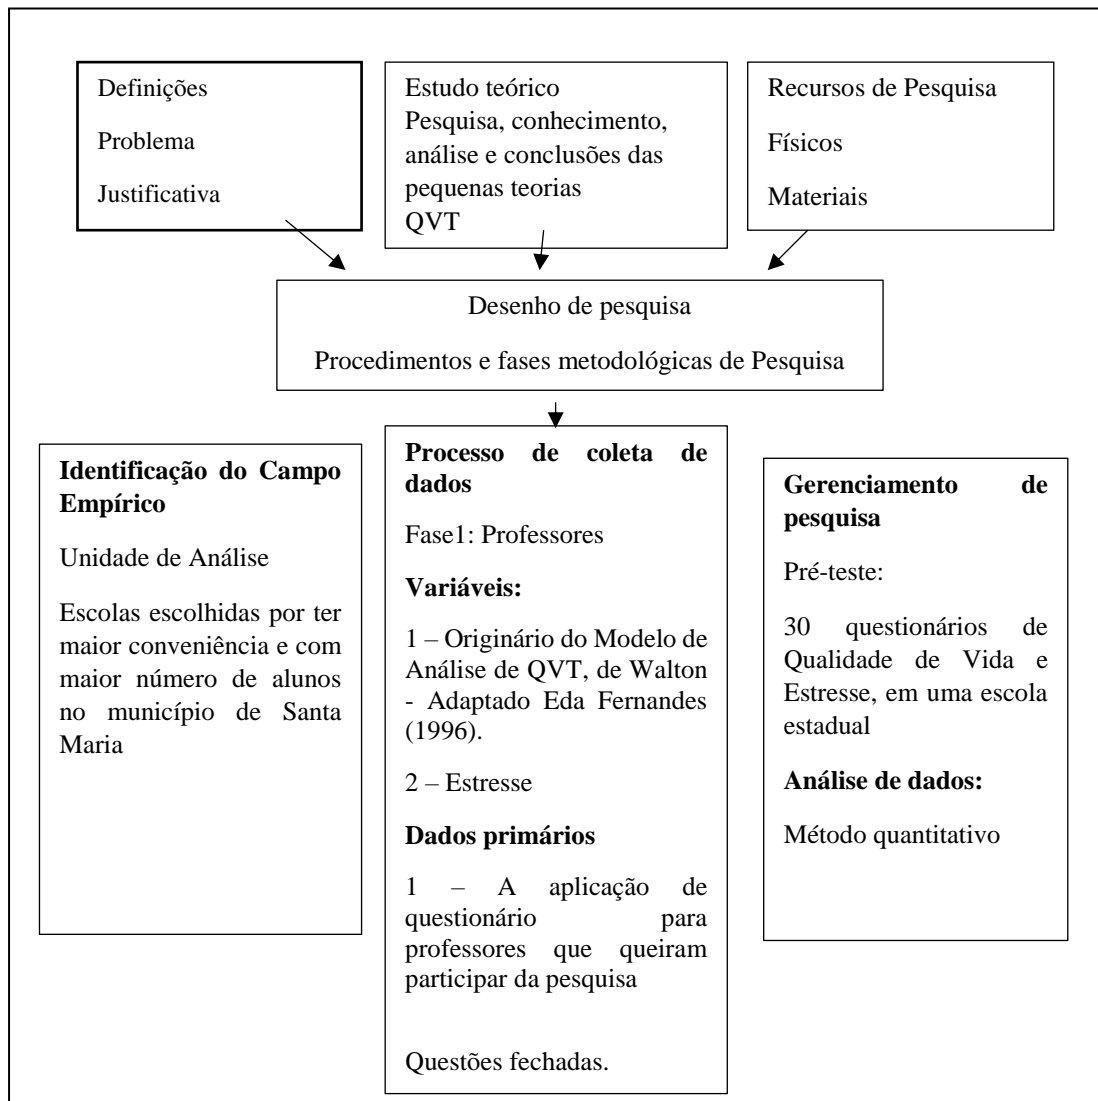 Definições
Problema
Justificativa
Estudo teórico
Pesquisa, conhecimento,
análise e conclusões das
pequenas teorias
QVT
Recursos de Pesquisa
Físicos
Materiais
Desenho de pesquisa
Procedimentos e fases metodológicas de Pesquisa
Identificação do Campo
Empírico
Unidade de Análise
Escolas escolhidas por ter
maior conveniência e com
maior número de alunos
no município de Santa
Maria
Processo de coleta de
dados
Fase1: Professores
Variáveis:
1 – Originário do Modelo de
Análise de QVT, de Walton
- Adaptado Eda Fernandes
(1996).
2 – Estresse
Dados primários
1 – A aplicação de
questionário para
professores que queiram
participar da pesquisa
Questões fechadas.
Gerenciamento de
pesquisa
Pré-teste:
30 questionários de
Qualidade de Vida e
Estresse, em uma escola
estadual
Análise de dados:
Método quantitativo